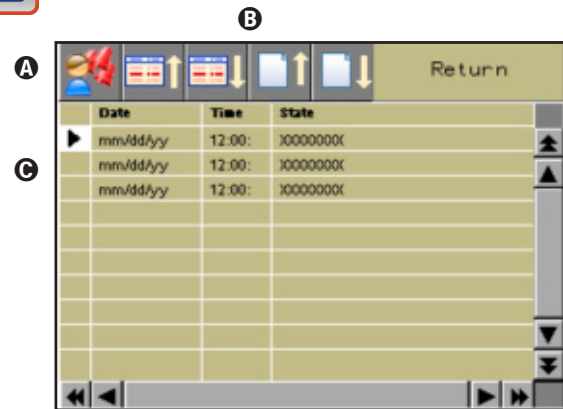 B
A
Return
Date Time State
mm/dd/yy 12:00: X0000000X
mm/dd/yy 12:00: X0000000X
C
mm/dd/yy 12:00: X0000000X